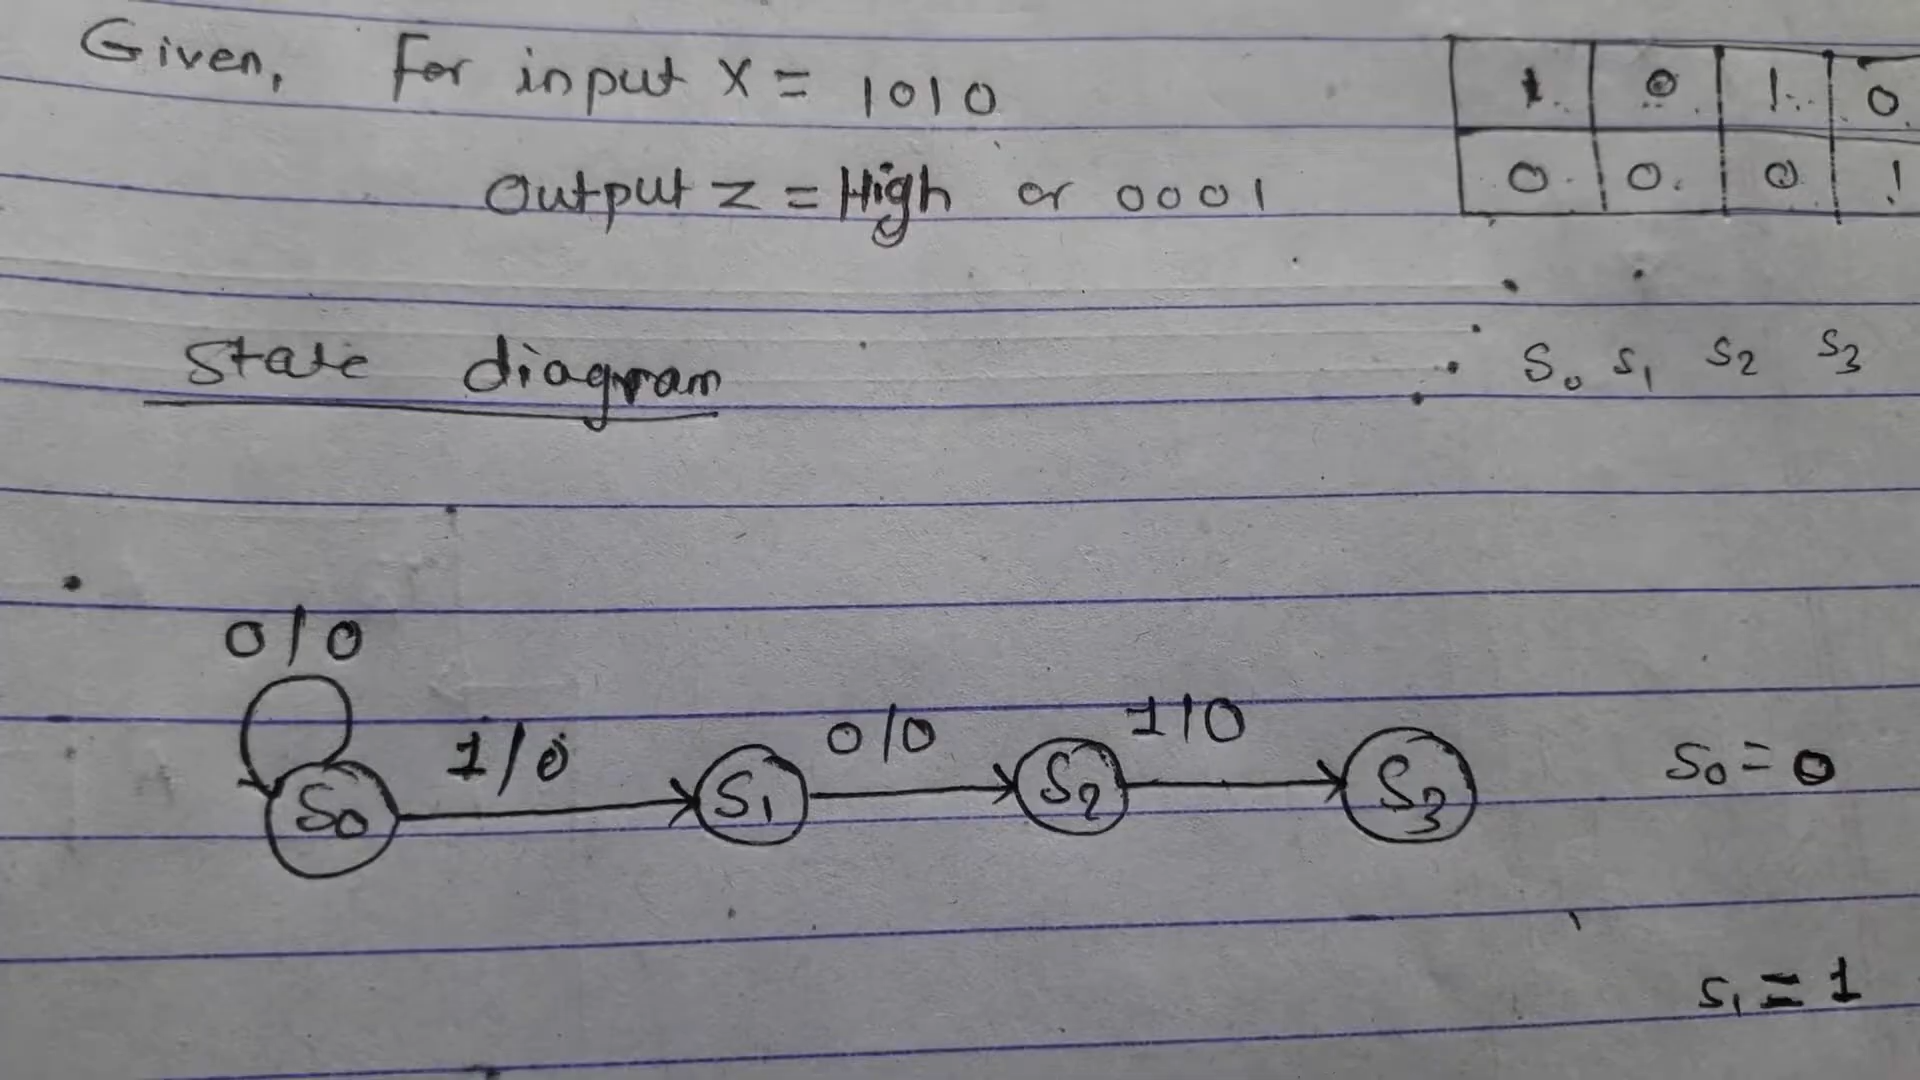 Given, For input X = 1010
Output Z = High or 0001
1 0 1 0
0 0 0 1
State diagram
S0 S1 S2 S3
0/0
1/0 0/0 1/0
S0 S1 S2 S3
S0 = 0
S1 = 1